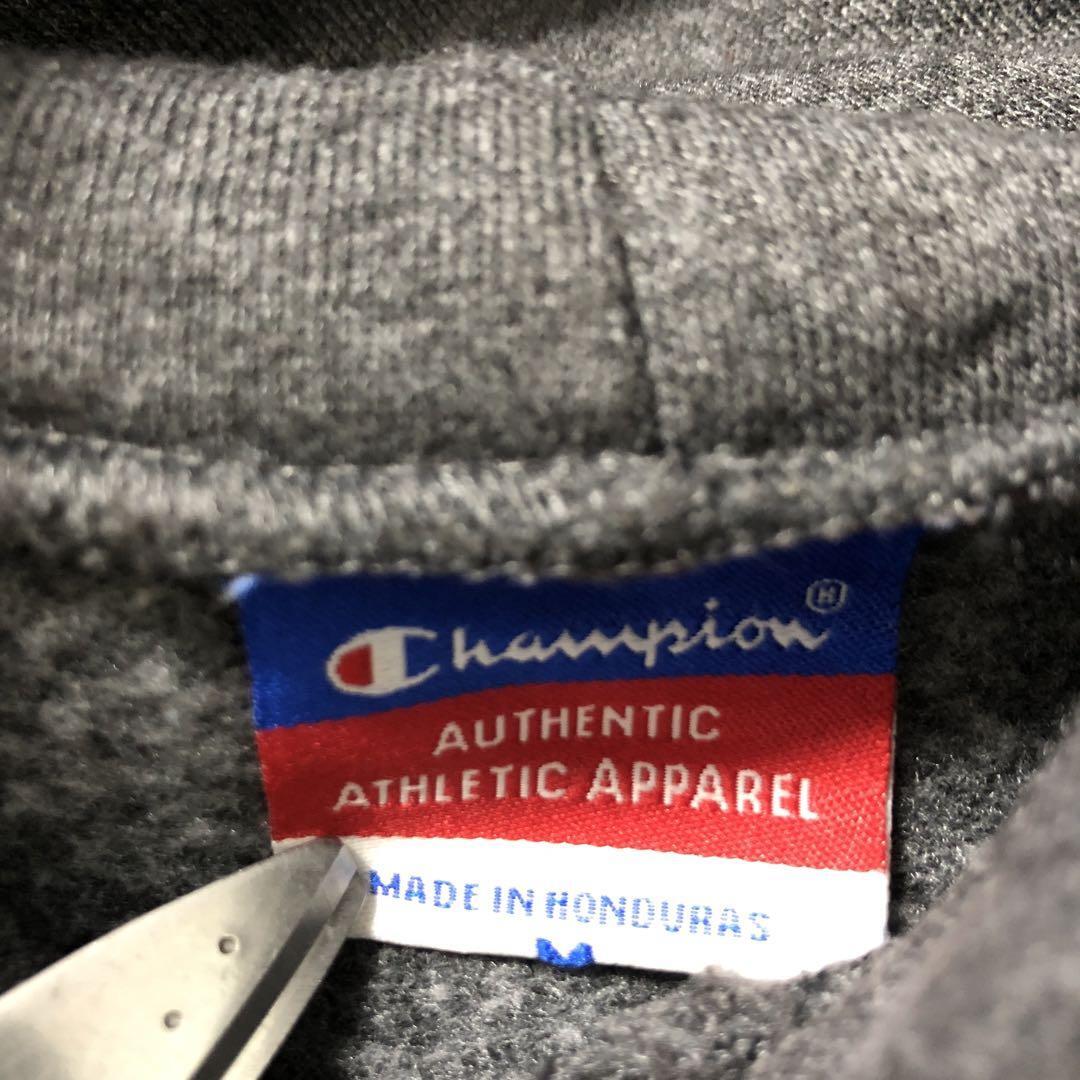 Champion®
AUTHENTIC
ATHLETIC APPAREL
MADE IN HONDURAS
M